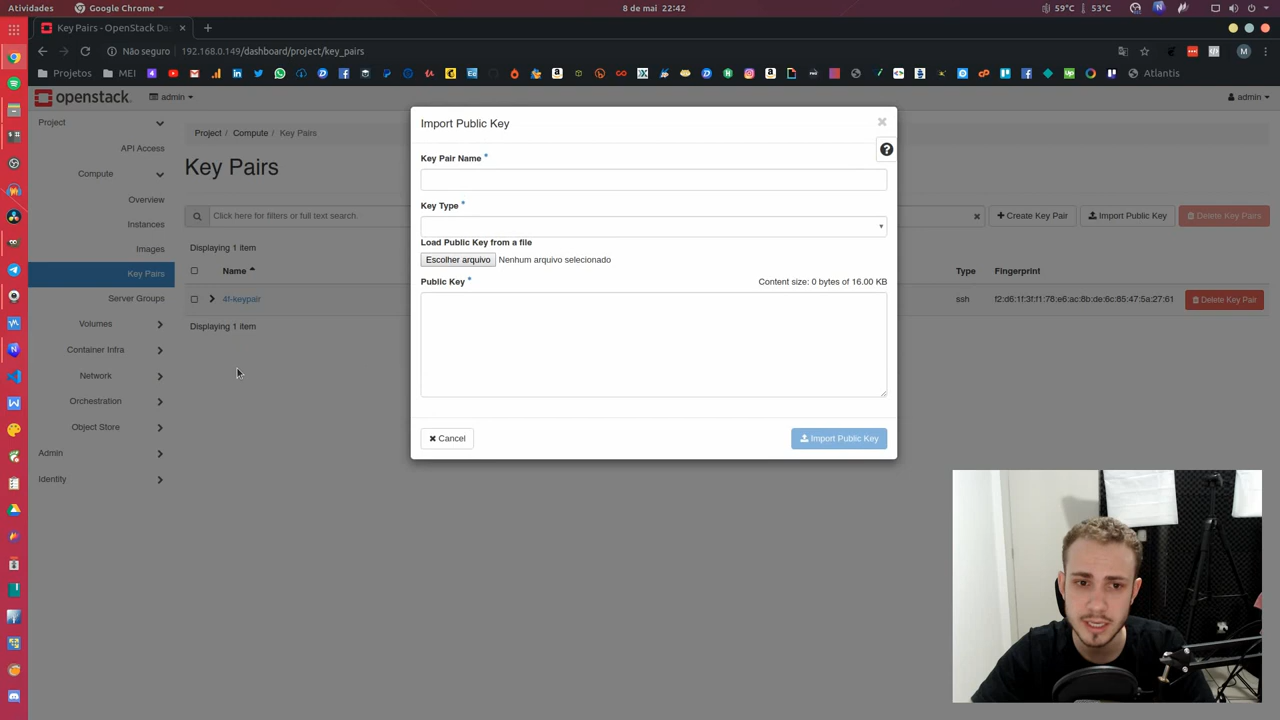 Atividades
Google Chrome
8 de mai 22:42
59°C
53°C
Key Pairs - OpenStack Da
Não seguro
192.168.0.149/dashboard/project/key_pairs
M
Projetos
MEI
Atlantis
openstack.
admin
admin
Project
API Access
Compute
Overview
Instances
Images
Key Pairs
Server Groups
Volumes
Container Infra
Network
Orchestration
Object Store
Admin
Identity
Project / Compute / Key Pairs
Key Pairs
Click here for filters or full text search.
Create Key Pair
Import Public Key
Delete Key Pairs
Displaying 1 item
Name
Type
Fingerprint
4f-keypair
ssh
f2:d6:1f:3f:f1:78:e6:ac:8b:de:6c:85:47:5a:27:61
Delete Key Pair
Displaying 1 item
Import Public Key
Key Pair Name *
Key Type *
Load Public Key from a file
Escolher arquivo Nenhum arquivo selecionado
Public Key *
Content size: 0 bytes of 16.00 KB
Cancel
Import Public Key